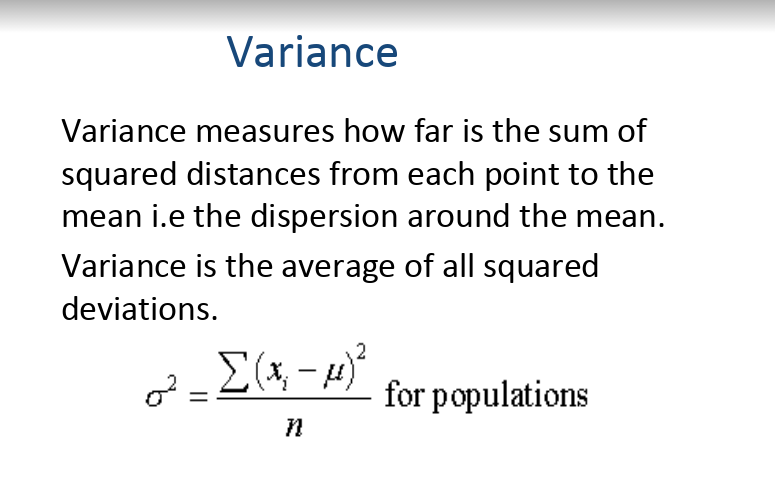 Variance
Variance measures how far is the sum of
squared distances from each point to the
mean i.e the dispersion around the mean.
Variance is the average of all squared
deviations.
σ² = Σ(xᵢ − μ)² / n for populations